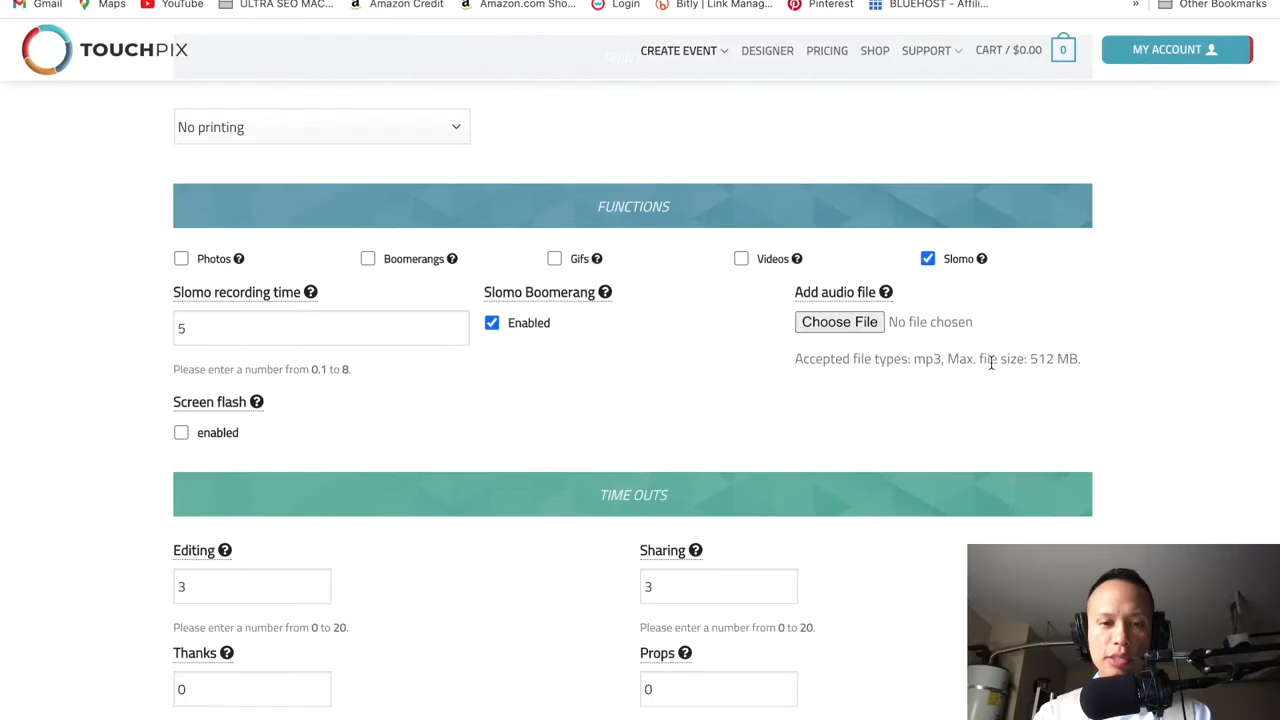 Gmail Maps YouTube ULTRA SEO MAC... Amazon Credit Amazon.com Sho... Login Bitly | Link Manag... Pinterest BLUEHOST - Affili... » Other Bookmarks
TOUCHPIX CREATE EVENT DESIGNER PRICING SHOP SUPPORT CART / $0.00 0 MY ACCOUNT
No printing
FUNCTIONS
Photos ? Boomerangs ? Gifs ? Videos ? Slomo ?
Slomo recording time ? Slomo Boomerang ? Add audio file ?
5 Enabled Choose File No file chosen
Please enter a number from 0.1 to 8. Accepted file types: mp3, Max. file size: 512 MB.
Screen flash ?
enabled
TIME OUTS
Editing ? Sharing ?
3 3
Please enter a number from 0 to 20. Please enter a number from 0 to 20.
Thanks ? Props ?
0 0